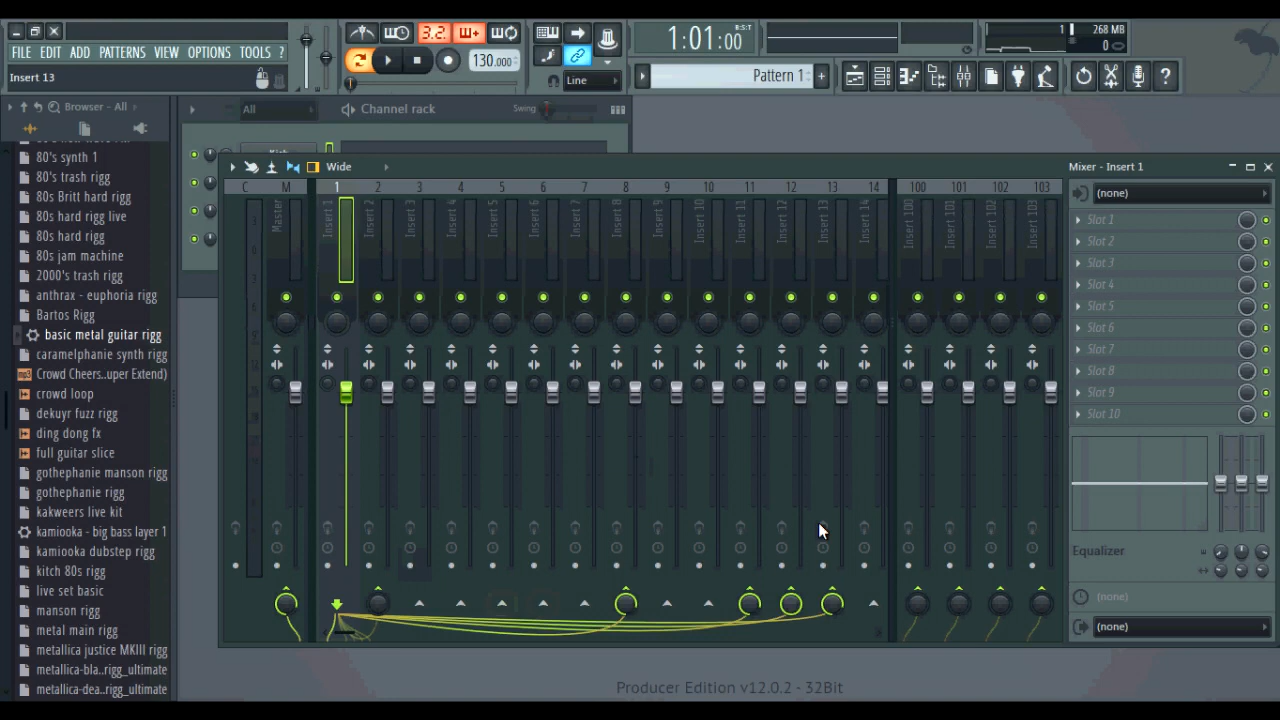 FILE EDIT ADD PATTERNS VIEW OPTIONS TOOLS ?
Insert 13
3.2.
130.000
Line
1:01:00
B:S:T
Pattern 1
1 268 MB
0
Browser - All
80's synth 1
80's trash rigg
80s Britt hard rigg
80s hard rigg live
80s hard rigg
80s jam machine
2000's trash rigg
anthrax - euphoria rigg
Bartos Rigg
basic metal guitar rigg
caramelphanie synth rigg
Crowd Cheers..uper Extend)
crowd loop
dekuyr fuzz rigg
ding dong fx
full guitar slice
gothephanie manson rigg
gothephanie rigg
kakweers live kit
kamiooka - big bass layer 1
kamiooka dubstep rigg
kitch 80s rigg
live set basic
manson rigg
metal main rigg
metallica justice MKIII rigg
metallica-bla..rigg_ultimate
metallica-dea..rigg_ultimate
All
Channel rack
Swing
Wide
C M 1 2 3 4 5 6 7 8 9 10 11 12 13 14 100 101 102 103
Master Insert 1 Insert 2 Insert 3 Insert 4 Insert 5 Insert 6 Insert 7 Insert 8 Insert 9 Insert 10 Insert 11 Insert 12 Insert 13 Insert 14 Insert 100 Insert 101 Insert 102 Insert 103
Mixer - Insert 1
(none)
Slot 1
Slot 2
Slot 3
Slot 4
Slot 5
Slot 6
Slot 7
Slot 8
Slot 9
Slot 10
Equalizer
(none)
(none)
Producer Edition v12.0.2 - 32Bit